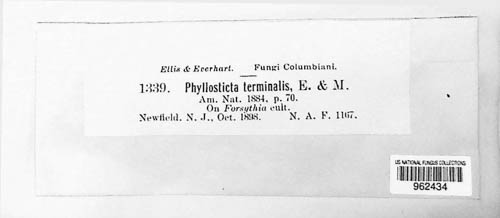 Ellis & Everhart. Fungi Columbiani.
1339. Phyllosticta terminalis, E. & M.
Am. Nat. 1884, p. 70.
On Forsythia cult.
Newfield, N. J., Oct. 1898. N. A. F. 1167.
US NATIONAL FUNGUS COLLECTIONS
962434